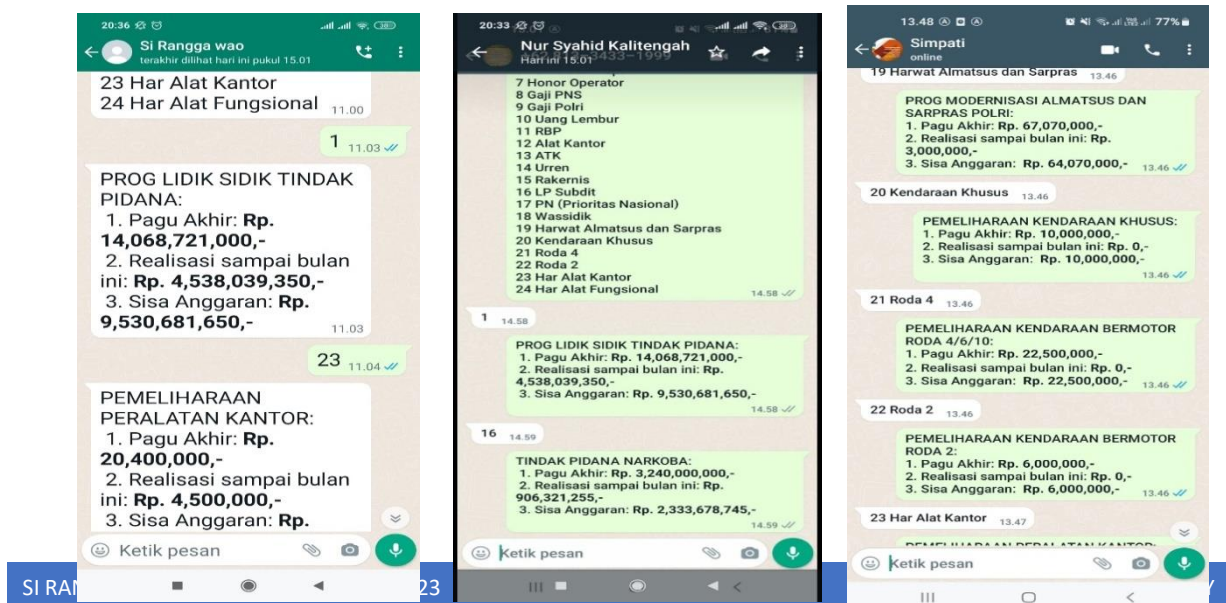 20:36
38
Si Rangga wao
terakhir dilihat hari ini pukul 15.01
23 Har Alat Kantor
24 Har Alat Fungsional 11.00
1 11.03
PROG LIDIK SIDIK TINDAK
PIDANA:
1. Pagu Akhir: Rp.
14,068,721,000,-
2. Realisasi sampai bulan
ini: Rp. 4,538,039,350,-
3. Sisa Anggaran: Rp.
9,530,681,650,- 11.03
23 11.04
PEMELIHARAAN
PERALATAN KANTOR:
1. Pagu Akhir: Rp.
20,400,000,-
2. Realisasi sampai bulan
ini: Rp. 4,500,000,-
3. Sisa Anggaran: Rp.
Ketik pesan
20:33
Nur Syahid Kalitengah
Hari ini 15.01
7 Honor Operator
8 Gaji PNS
9 Gaji Polri
10 Uang Lembur
11 RBP
12 Alat Kantor
13 ATK
14 Urren
15 Rakernis
16 LP Subdit
17 PN (Prioritas Nasional)
18 Wassidik
19 Harwat Almatsus dan Sarpras
20 Kendaraan Khusus
21 Roda 4
22 Roda 2
23 Har Alat Kantor
24 Har Alat Fungsional 14.58
1 14.58
PROG LIDIK SIDIK TINDAK PIDANA:
1. Pagu Akhir: Rp. 14,068,721,000,-
2. Realisasi sampai bulan ini: Rp.
4,538,039,350,-
3. Sisa Anggaran: Rp. 9,530,681,650,-
14.58
16 14.59
TINDAK PIDANA NARKOBA:
1. Pagu Akhir: Rp. 3,240,000,000,-
2. Realisasi sampai bulan ini: Rp.
906,321,255,-
3. Sisa Anggaran: Rp. 2,333,678,745,-
14.59
Ketik pesan
13.48
77%
Simpati
online
19 Harwat Almatsus dan Sarpras 13.46
PROG MODERNISASI ALMATSUS DAN
SARPRAS POLRI:
1. Pagu Akhir: Rp. 67,070,000,-
2. Realisasi sampai bulan ini: Rp.
3,000,000,-
3. Sisa Anggaran: Rp. 64,070,000,- 13.46
20 Kendaraan Khusus 13.46
PEMELIHARAAN KENDARAAN KHUSUS:
1. Pagu Akhir: Rp. 10,000,000,-
2. Realisasi sampai bulan ini: Rp. 0,-
3. Sisa Anggaran: Rp. 10,000,000,-
13.46
21 Roda 4 13.46
PEMELIHARAAN KENDARAAN BERMOTOR
RODA 4/6/10:
1. Pagu Akhir: Rp. 22,500,000,-
2. Realisasi sampai bulan ini: Rp. 0,-
3. Sisa Anggaran: Rp. 22,500,000,- 13.46
22 Roda 2 13.46
PEMELIHARAAN KENDARAAN BERMOTOR
RODA 2:
1. Pagu Akhir: Rp. 6,000,000,-
2. Realisasi sampai bulan ini: Rp. 0,-
3. Sisa Anggaran: Rp. 6,000,000,- 13.46
23 Har Alat Kantor 13.47
PEMELIHARAAN PERALATAN KANTOR:
Ketik pesan
SI RAN
23